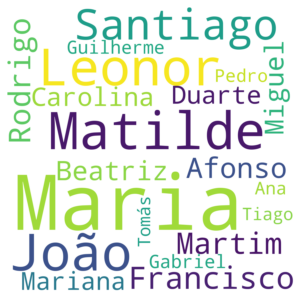 Santiago
Guilherme
Leonor
Pedro
Rodrigo
Carolina
Duarte
Miguel
Matilde
Beatriz
Afonso
Maria
Ana
Tomás
Tiago
João
Martim
Gabriel
Mariana
Francisco